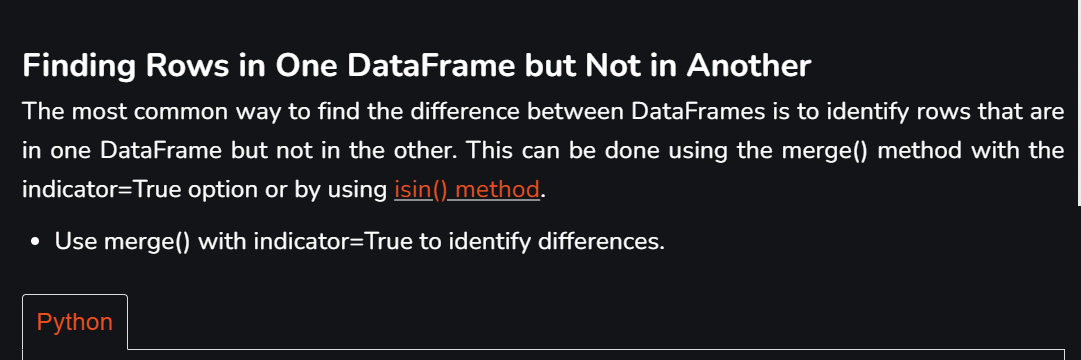 Finding Rows in One DataFrame but Not in Another
The most common way to find the difference between DataFrames is to identify rows that are
in one DataFrame but not in the other. This can be done using the merge() method with the
indicator=True option or by using isin() method.
• Use merge() with indicator=True to identify differences.
Python